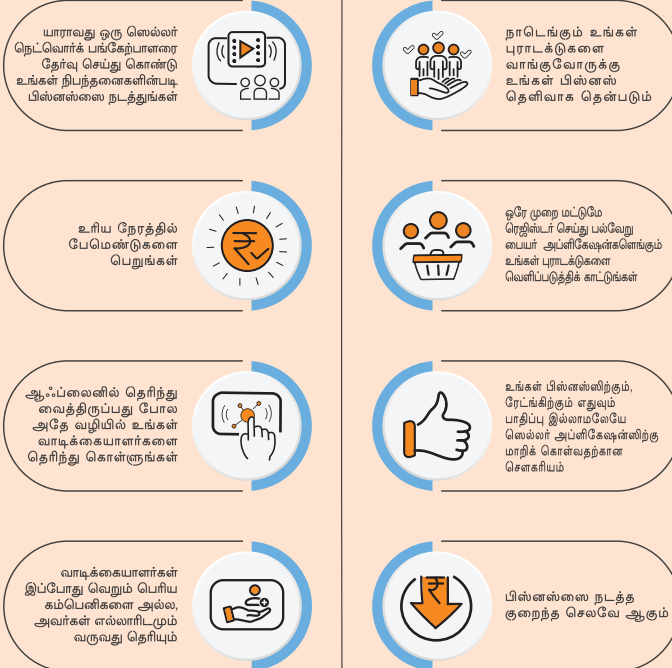 யாராவது ஒரு ஸெல்லர்
நெட்வொர்க் பங்கேற்பாளரை
தேர்வு செய்து கொண்டு
உங்கள் நிபந்தனைகளின்படி
பிஸ்னஸ்ஸை நடத்துங்கள்
உரிய நேரத்தில்
பேமெண்டுகளை
பெறுங்கள்
ஆஃப்லைனில் தெரிந்து
வைத்திருப்பது போல
அதே வழியில் உங்கள்
வாடிக்கையாளர்களை
தெரிந்து கொள்ளுங்கள்
வாடிக்கையாளர்கள்
இப்போது வெறும் பெரிய
கம்பெனிகளை அல்ல,
அவர்கள் எல்லாரிடமும்
வருவது தெரியும்
நாடெங்கும் உங்கள்
புராடக்டுகளை
வாங்குவோருக்கு
உங்கள் பிஸ்னஸ்
தெளிவாக தென்படும்
ஒரே முறை மட்டுமே
ரெஜிஸ்டர் செய்து பல்வேறு
பையர் அப்ளிகேஷன்களெங்கும்
உங்கள் புராடக்டுகளை
வெளிப்படுத்திக் காட்டுங்கள்
உங்கள் பிஸ்னஸ்ஸிற்கும்,
ரேட்டிங்கிற்கும் எதுவும்
பாதிப்பு இல்லாமலேயே
ஸெல்லர் அப்ளிகேஷன்ஸிற்கு
மாறிக் கொள்வதற்கான
சௌகரியம்
பிஸ்னஸ்ஸை நடத்த
குறைந்த செலவே ஆகும்